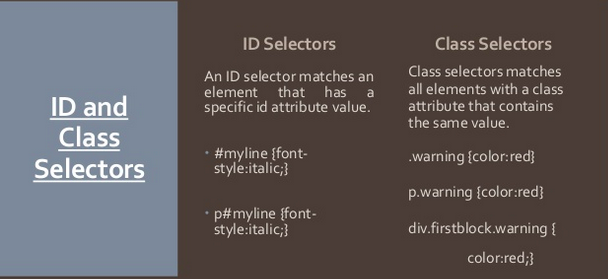 ID and
Class
Selectors
ID Selectors
An ID selector matches an
element that has a
specific id attribute value.
• #myline {font-
style:italic;}
• p#myline {font-
style:italic;}
Class Selectors
Class selectors matches
all elements with a class
attribute that contains
the same value.
.warning {color:red}
p.warning {color:red}
div.firstblock.warning {
color:red;}